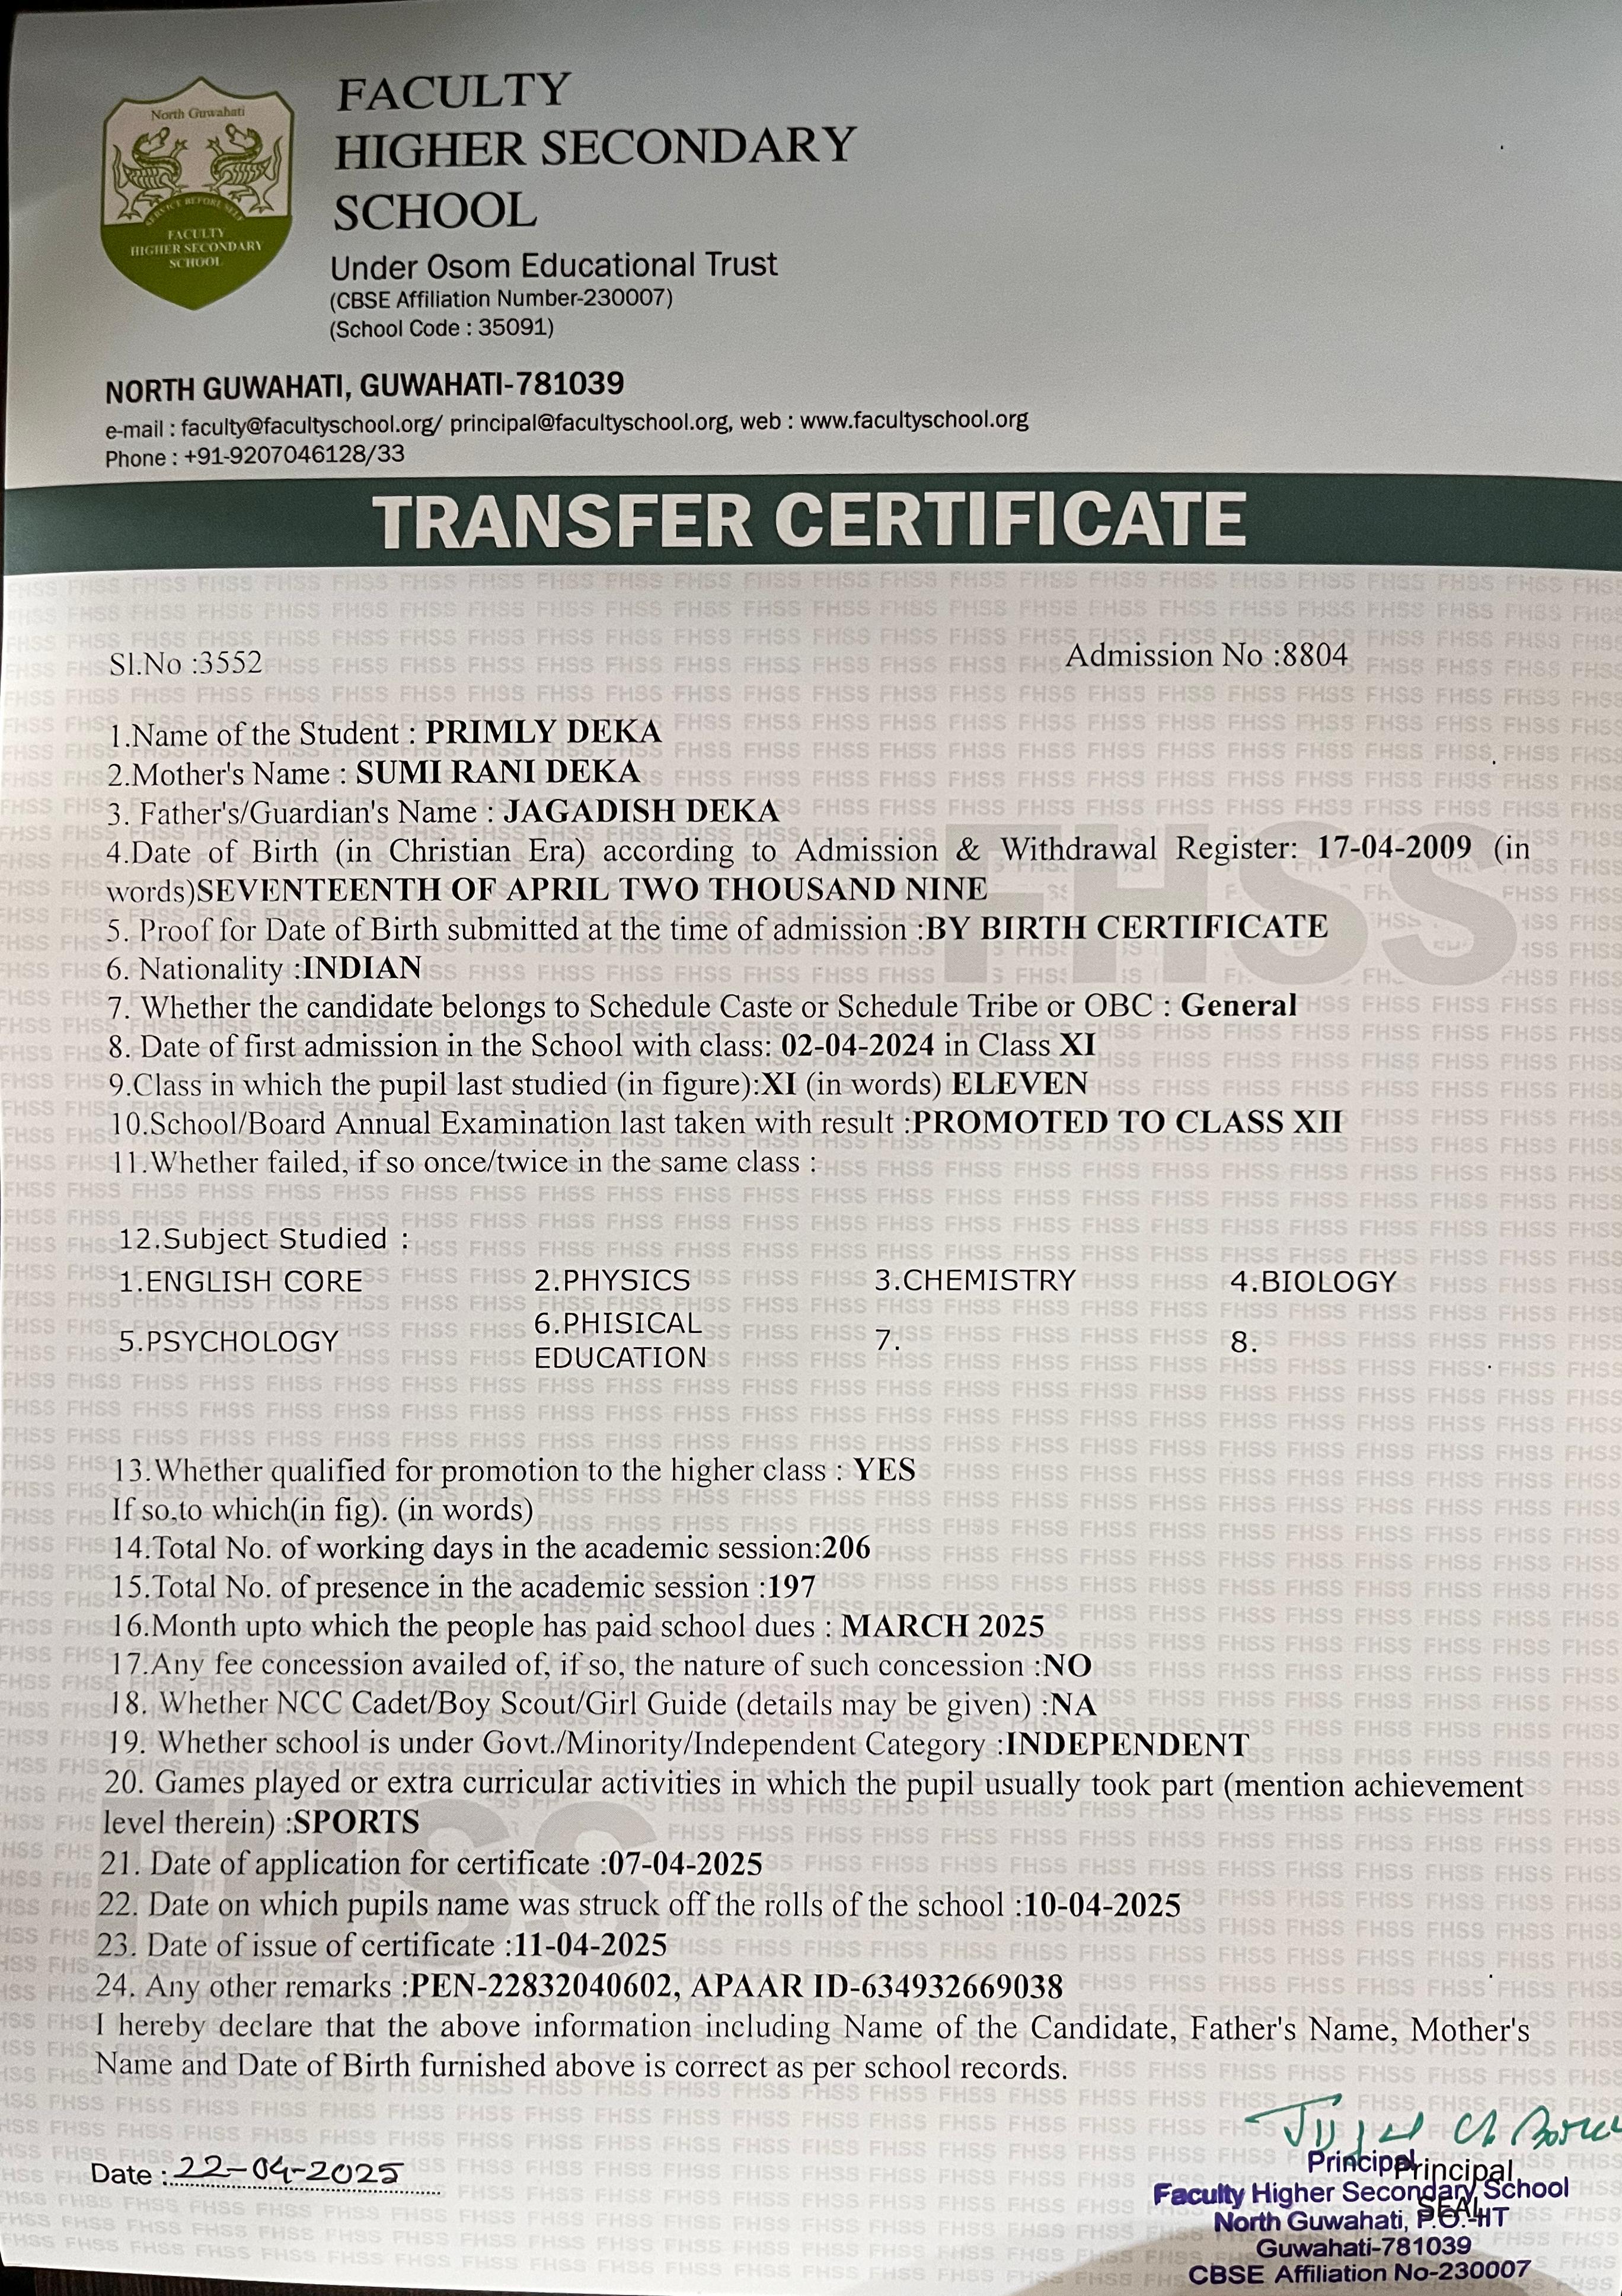 North Guwahati
SERVICE BEFORE SELF
FACULTY
HIGHER SECONDARY
SCHOOL
FACULTY
HIGHER SECONDARY
SCHOOL
Under Osom Educational Trust
(CBSE Affiliation Number-230007)
(School Code : 35091)
NORTH GUWAHATI, GUWAHATI-781039
e-mail : faculty@facultyschool.org/ principal@facultyschool.org, web : www.facultyschool.org
Phone : +91-9207046128/33
TRANSFER CERTIFICATE
Sl.No :3552 Admission No :8804
1.Name of the Student : PRIMLY DEKA
2.Mother's Name : SUMI RANI DEKA
3. Father's/Guardian's Name : JAGADISH DEKA
4.Date of Birth (in Christian Era) according to Admission & Withdrawal Register: 17-04-2009 (in
words)SEVENTEENTH OF APRIL TWO THOUSAND NINE
5. Proof for Date of Birth submitted at the time of admission :BY BIRTH CERTIFICATE
6. Nationality :INDIAN
7. Whether the candidate belongs to Schedule Caste or Schedule Tribe or OBC : General
8. Date of first admission in the School with class: 02-04-2024 in Class XI
9.Class in which the pupil last studied (in figure):XI (in words) ELEVEN
10.School/Board Annual Examination last taken with result :PROMOTED TO CLASS XII
11.Whether failed, if so once/twice in the same class :
12.Subject Studied :
1.ENGLISH CORE 2.PHYSICS 3.CHEMISTRY 4.BIOLOGY
5.PSYCHOLOGY 6.PHISICAL EDUCATION 7. 8.
13.Whether qualified for promotion to the higher class : YES
If so.to which(in fig). (in words)
14.Total No. of working days in the academic session:206
15.Total No. of presence in the academic session :197
16.Month upto which the people has paid school dues : MARCH 2025
17.Any fee concession availed of, if so, the nature of such concession :NO
18. Whether NCC Cadet/Boy Scout/Girl Guide (details may be given) :NA
19. Whether school is under Govt./Minority/Independent Category :INDEPENDENT
20. Games played or extra curricular activities in which the pupil usually took part (mention achievement
level therein) :SPORTS
21. Date of application for certificate :07-04-2025
22. Date on which pupils name was struck off the rolls of the school :10-04-2025
23. Date of issue of certificate :11-04-2025
24. Any other remarks :PEN-22832040602, APAAR ID-634932669038
I hereby declare that the above information including Name of the Candidate, Father's Name, Mother's
Name and Date of Birth furnished above is correct as per school records.
Date : 22-04-2025
Principal
Principal
SEAL
Faculty Higher Secondary School
North Guwahati, P.O.-IIT
Guwahati-781039
CBSE Affiliation No-230007